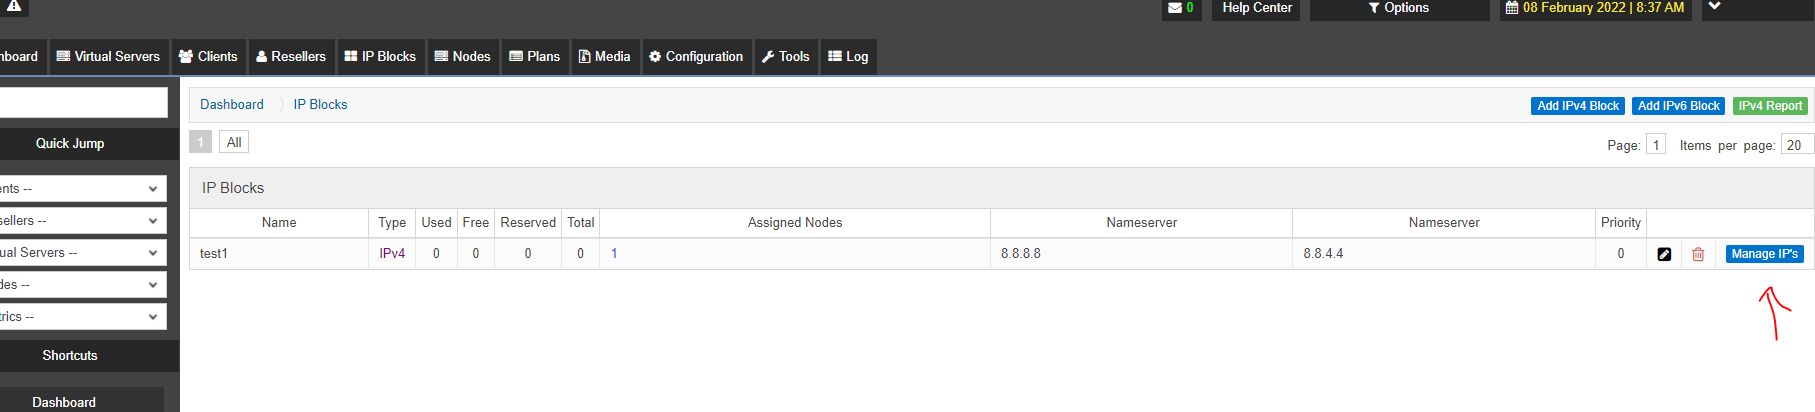 0 Help Center Options 08 February 2022 | 8:37 AM
hboard Virtual Servers Clients Resellers IP Blocks Nodes Plans Media Configuration Tools Log
Dashboard IP Blocks Add IPv4 Block Add IPv6 Block IPv4 Report
1 All Page: 1 Items per page: 20
Quick Jump
ents --
sellers --
ual Servers --
des --
trics --
Shortcuts
Dashboard
IP Blocks
Name Type Used Free Reserved Total Assigned Nodes Nameserver Nameserver Priority
test1 IPv4 0 0 0 0 1 8.8.8.8 8.8.4.4 0 Manage IP's